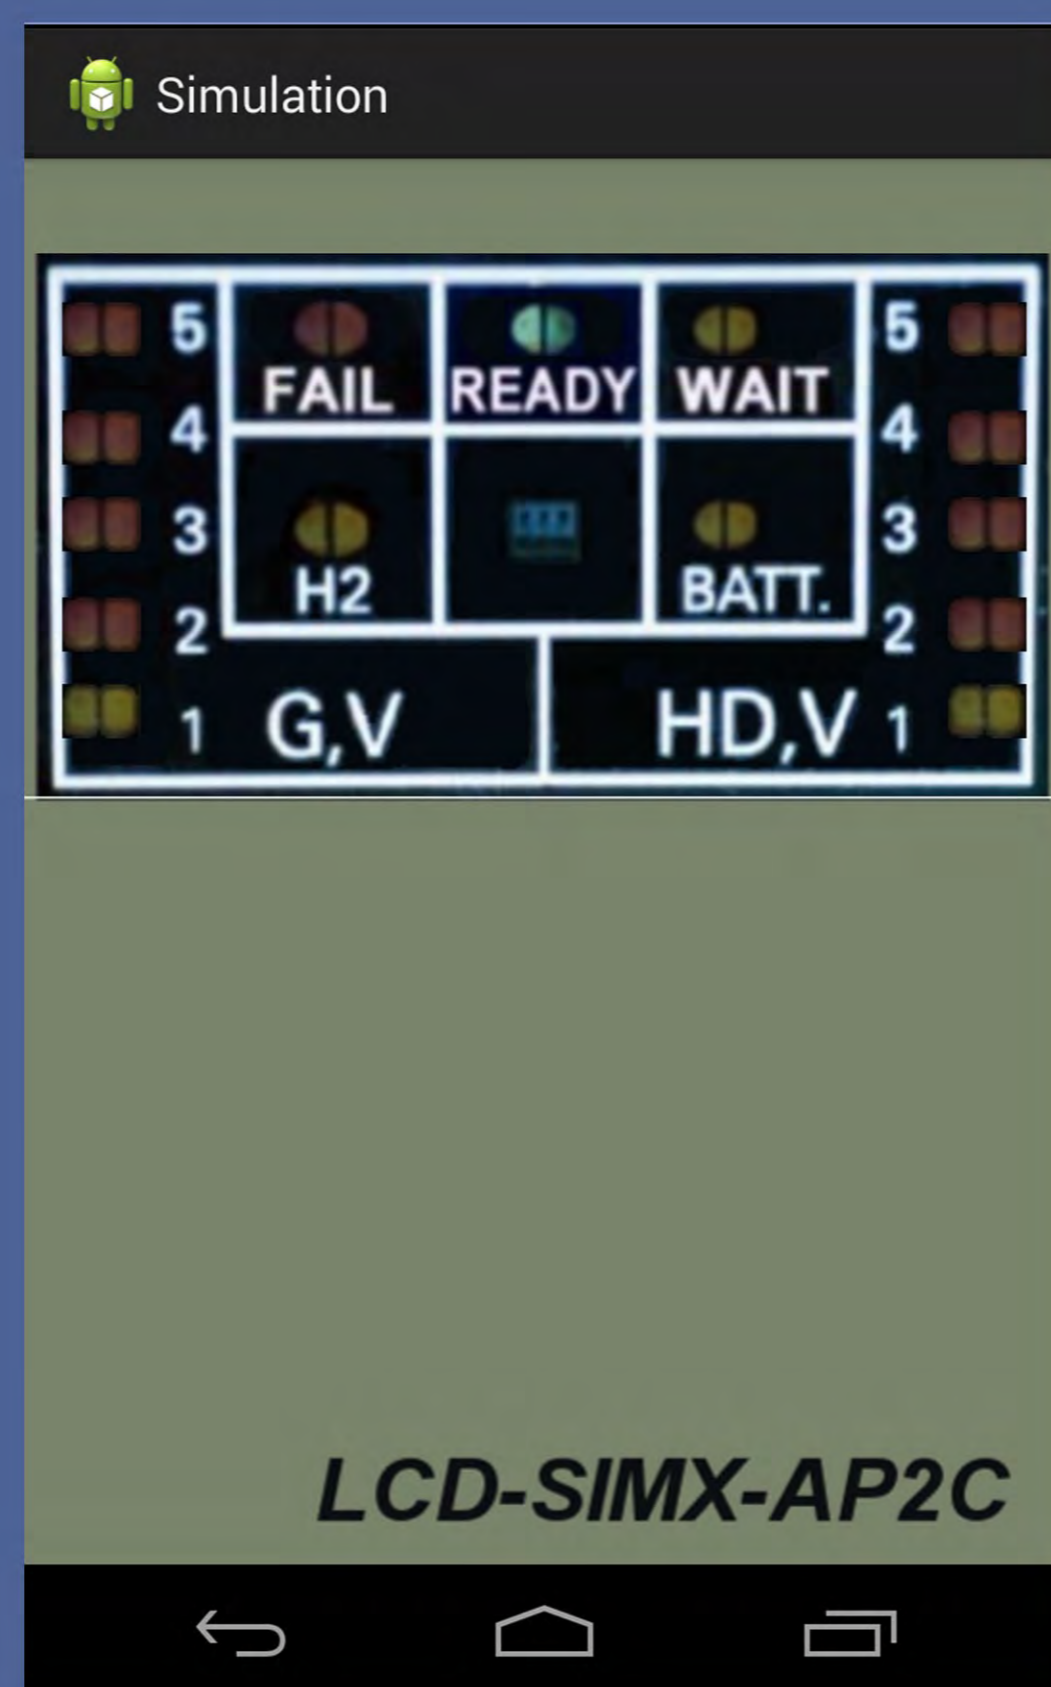 Simulation
5 FAIL READY WAIT 5
4 4
3 3
H2 BATT.
2 2
1 G,V HD,V 1
LCD-SIMX-AP2C